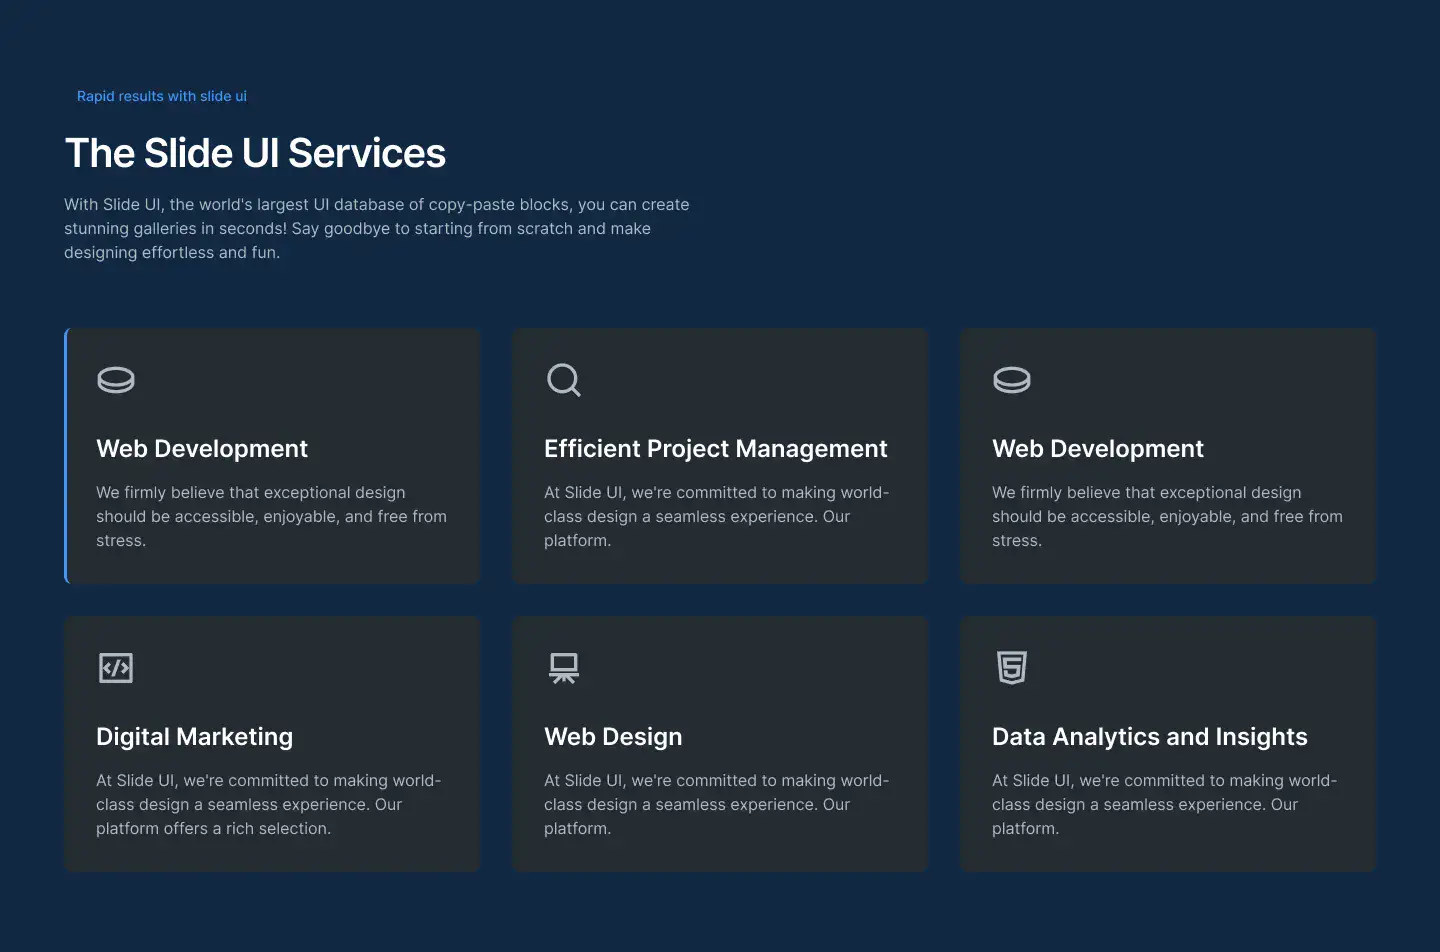 Rapid results with slide ui
The Slide UI Services
With Slide UI, the world's largest UI database of copy-paste blocks, you can create
stunning galleries in seconds! Say goodbye to starting from scratch and make
designing effortless and fun.
Web Development
We firmly believe that exceptional design
should be accessible, enjoyable, and free from
stress.
Efficient Project Management
At Slide UI, we're committed to making world-
class design a seamless experience. Our
platform.
Web Development
We firmly believe that exceptional design
should be accessible, enjoyable, and free from
stress.
Digital Marketing
At Slide UI, we're committed to making world-
class design a seamless experience. Our
platform offers a rich selection.
Web Design
At Slide UI, we're committed to making world-
class design a seamless experience. Our
platform.
5
Data Analytics and Insights
At Slide UI, we're committed to making world-
class design a seamless experience. Our
platform.